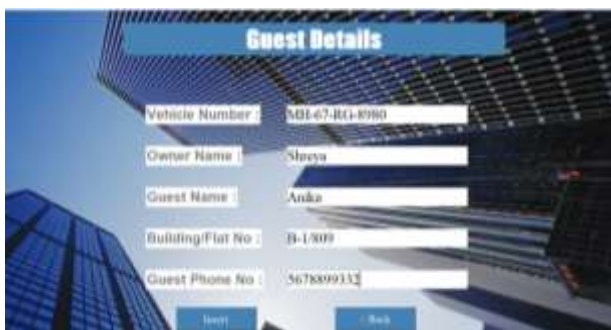 Guest Details
Vehicle Number : MH-67-RG-8980
Owner Name : Shreya
Guest Name : Anika
Building/Flat No : B-1/809
Guest Phone No : 5678899332
Insert < Back